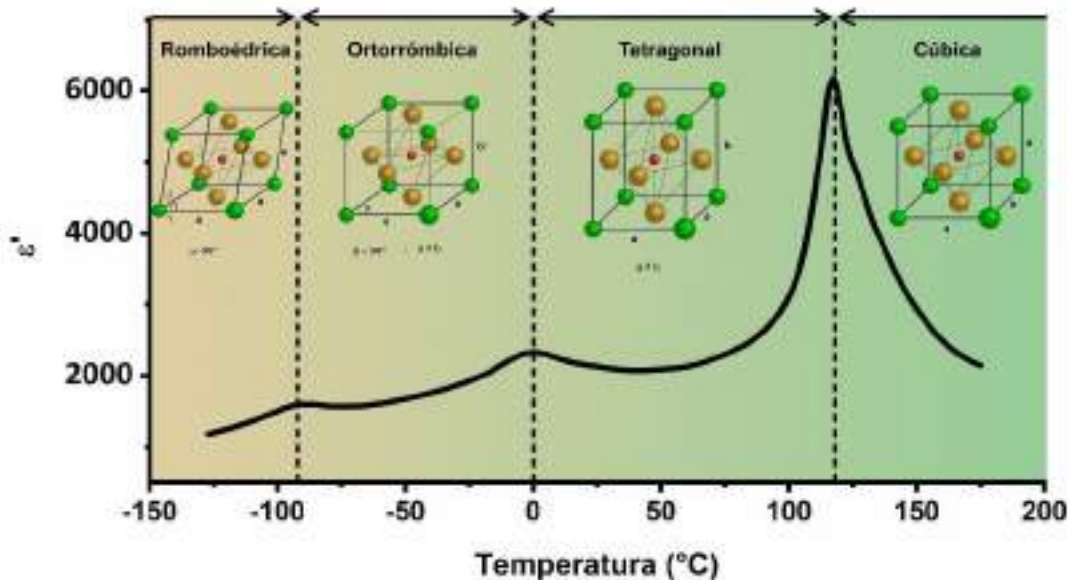 Romboédrica Ortorrómbica Tetragonal Cúbica
6000
4000
2000
ε'
-150 -100 -50 0 50 100 150 200
Temperatura (°C)